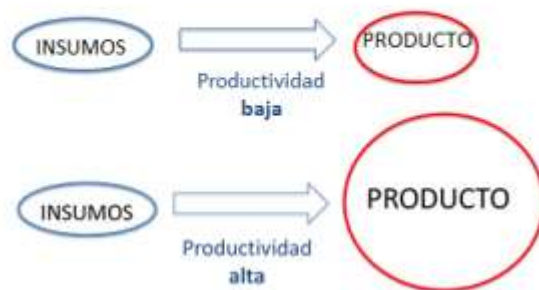 INSUMOS
PRODUCTO
Productividad
baja
INSUMOS
PRODUCTO
Productividad
alta